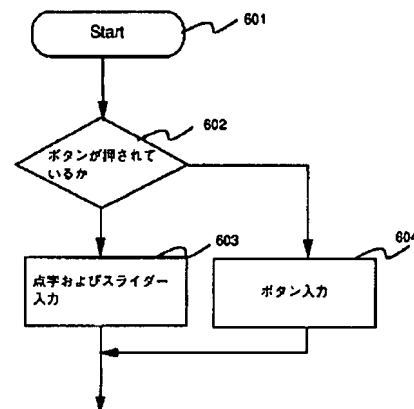 Start
601
602
ボタンが押されて
いるか
603
604
点字およびスライダー
入力
ボタン入力